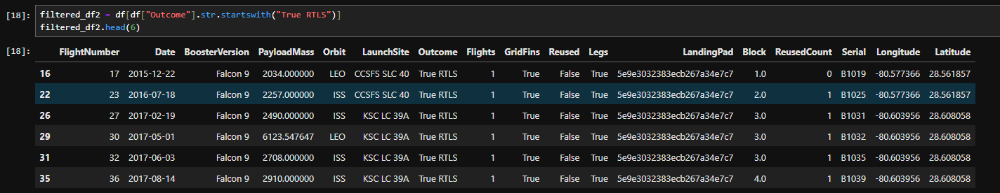 [18]: filtered_df2 = df[df["Outcome"].str.startswith("True RTLS")]
filtered_df2.head(6)
[18]: FlightNumber Date BoosterVersion PayloadMass Orbit LaunchSite Outcome Flights GridFins Reused Legs LandingPad Block ReusedCount Serial Longitude Latitude
16 17 2015-12-22 Falcon 9 2034.000000 LEO CCSFS SLC 40 True RTLS 1 True False True 5e9e3032383ecb267a34e7c7 1.0 0 B1019 -80.577366 28.561857
22 23 2016-07-18 Falcon 9 2257.000000 ISS CCSFS SLC 40 True RTLS 1 True False True 5e9e3032383ecb267a34e7c7 2.0 1 B1025 -80.577366 28.561857
26 27 2017-02-19 Falcon 9 2490.000000 ISS KSC LC 39A True RTLS 1 True False True 5e9e3032383ecb267a34e7c7 3.0 1 B1031 -80.603956 28.608058
29 30 2017-05-01 Falcon 9 6123.547647 LEO KSC LC 39A True RTLS 1 True False True 5e9e3032383ecb267a34e7c7 3.0 1 B1032 -80.603956 28.608058
31 32 2017-06-03 Falcon 9 2708.000000 ISS KSC LC 39A True RTLS 1 True False True 5e9e3032383ecb267a34e7c7 3.0 1 B1035 -80.603956 28.608058
35 36 2017-08-14 Falcon 9 2910.000000 ISS KSC LC 39A True RTLS 1 True False True 5e9e3032383ecb267a34e7c7 4.0 1 B1039 -80.603956 28.608058